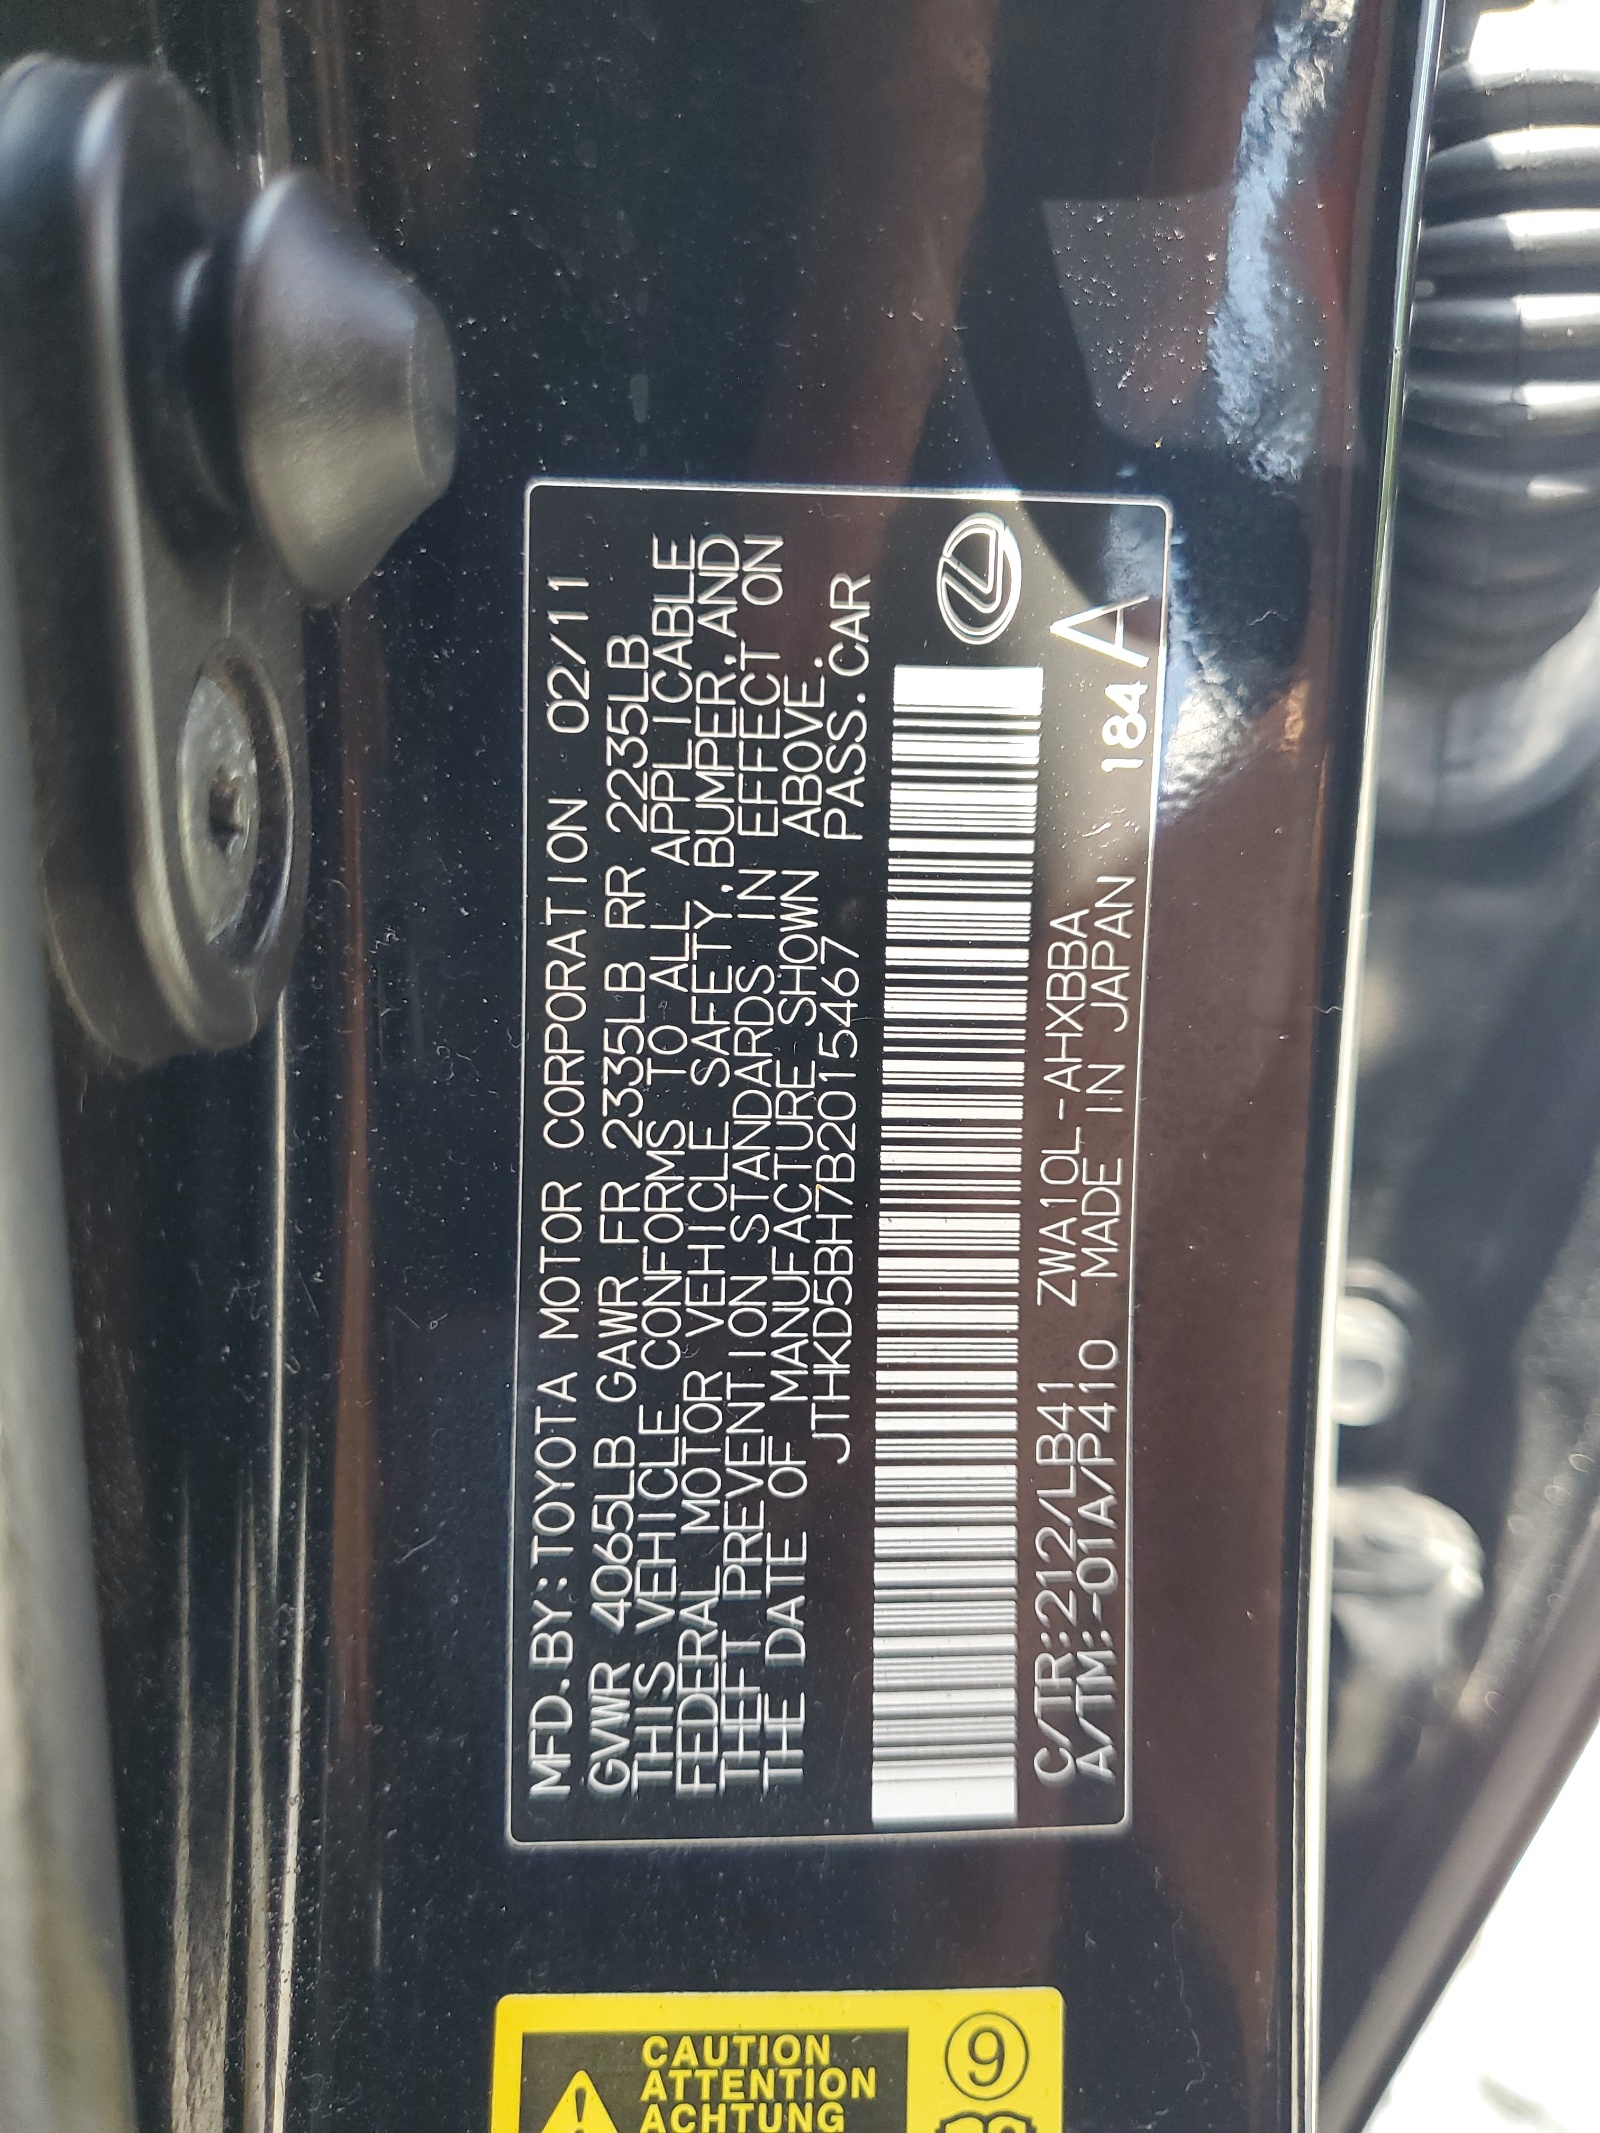 MFD.BY:TOYOTA MOTOR CORPORATION 02/11
GVWR 4065LB GAWR FR 2335LB RR 2235LB
THIS VEHICLE CONFORMS TO ALL APPLICABLE
FEDERAL MOTOR VEHICLE SAFETY, BUMPER, AND
THEFT PREVENTION STANDARDS IN EFFECT ON
THE DATE OF MANUFACTURE SHOWN ABOVE.
JTHKD5BH7B2015467 PASS.CAR
C/TR:212/LB41 ZWA10L-AHXBBA
A/TM:-01A/P410 MADE IN JAPAN 184 A
CAUTION
ATTENTION
ACHTUNG
9